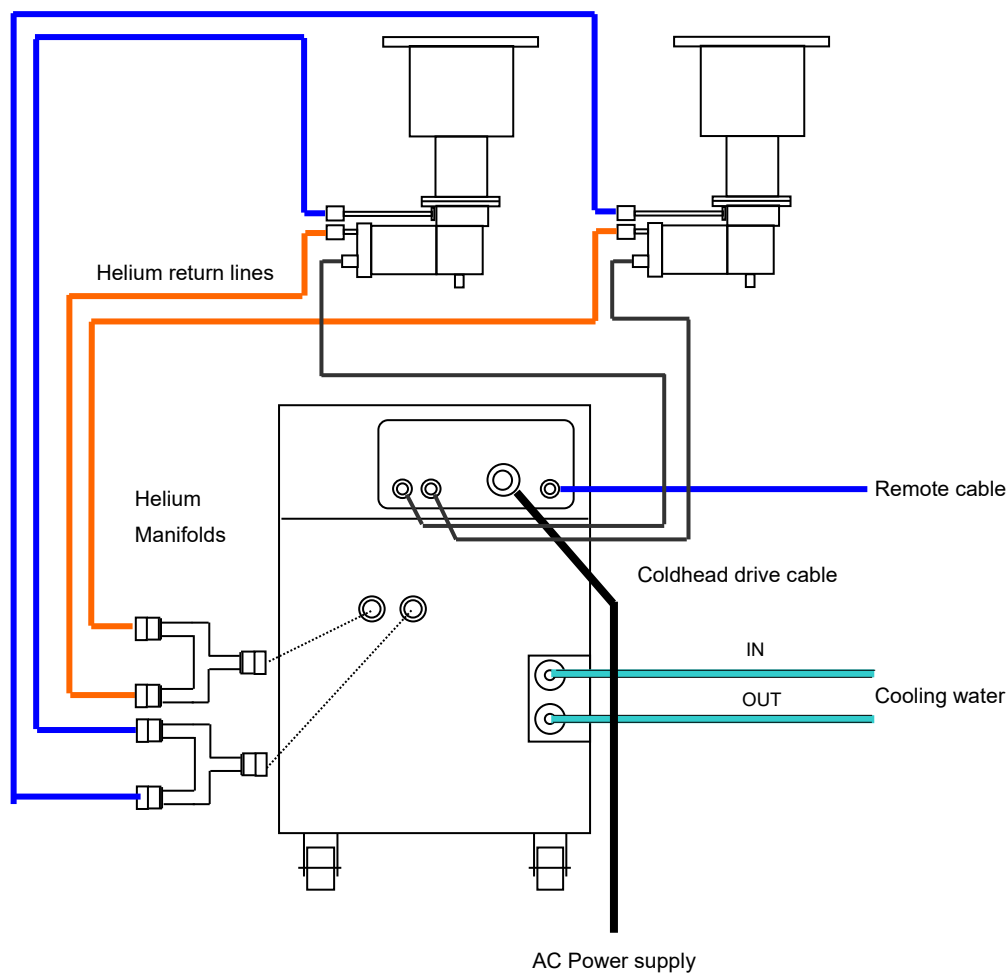 Helium return lines
Helium
Manifolds
Remote cable
Coldhead drive cable
IN
OUT
Cooling water
AC Power supply